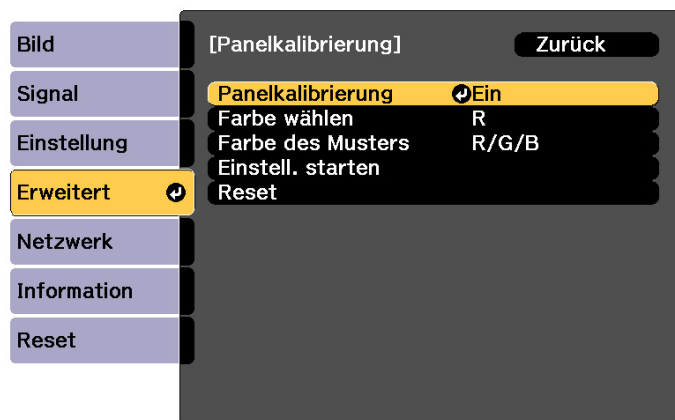 Bild
Signal
Einstellung
Erweitert
Netzwerk
Information
Reset
[Panelkalibrierung] Zurück
Panelkalibrierung Ein
Farbe wählen R
Farbe des Musters R/G/B
Einstell. starten
Reset